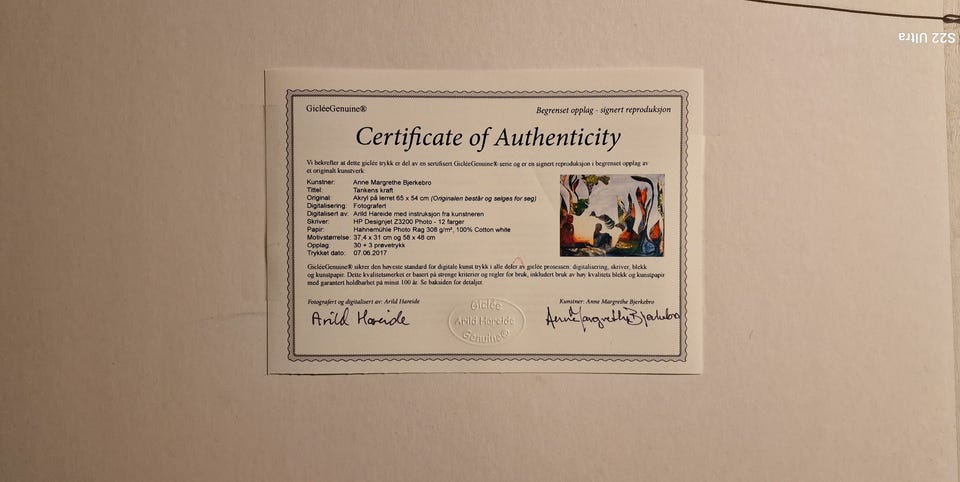 S22 Ultra
GicléeGenuine® Begrenset opplag - signert reproduksjon
Certificate of Authenticity
Vi bekrefter at dette giclée trykk er del av en sertifisert GicléeGenuine® serie og er en signert reproduksjon i begrenset opplag av
et originalt kunstverk:
Kunstner: Anne Margrethe Bjerkebro
Tittel: Tankens kraft
Original: Akryl på lerret 65 x 54 cm (Originalen består og selges for seg)
Digitalisering: Fotografert
Digitalisert av: Arild Hareide med instruksjon fra kunstneren
Skriver: HP Designjet Z3200 Photo - 12 farger
Papir: Hahnemühle Photo Rag 308 g/m², 100% Cotton white
Motivstørrelse: 37,4 x 31 cm og 58 x 48 cm
Opplag: 30 + 3 prøvetrykk
Trykket dato: 07.06.2017
GicléeGenuine® sikrer den høyeste standard for digitale kunst trykk i alle deler av giclée prosessen: digitalisering, skriver, blekk
og kunstpapir. Dette kvalitetsmerket er basert på strenge kriterier og regler for bruk, inkludert bruk av høy kvalitets blekk og kunstpapir
med garantert holdbarhet på minst 100 år. Se baksiden for detaljer.
Fotografert og digitalisert av: Arild Hareide
Arild Hareide
Giclée
Arild Hareide
Genuine®
Kunstner: Anne Margrethe Bjerkebro
Anne Margrethe Bjerkebro